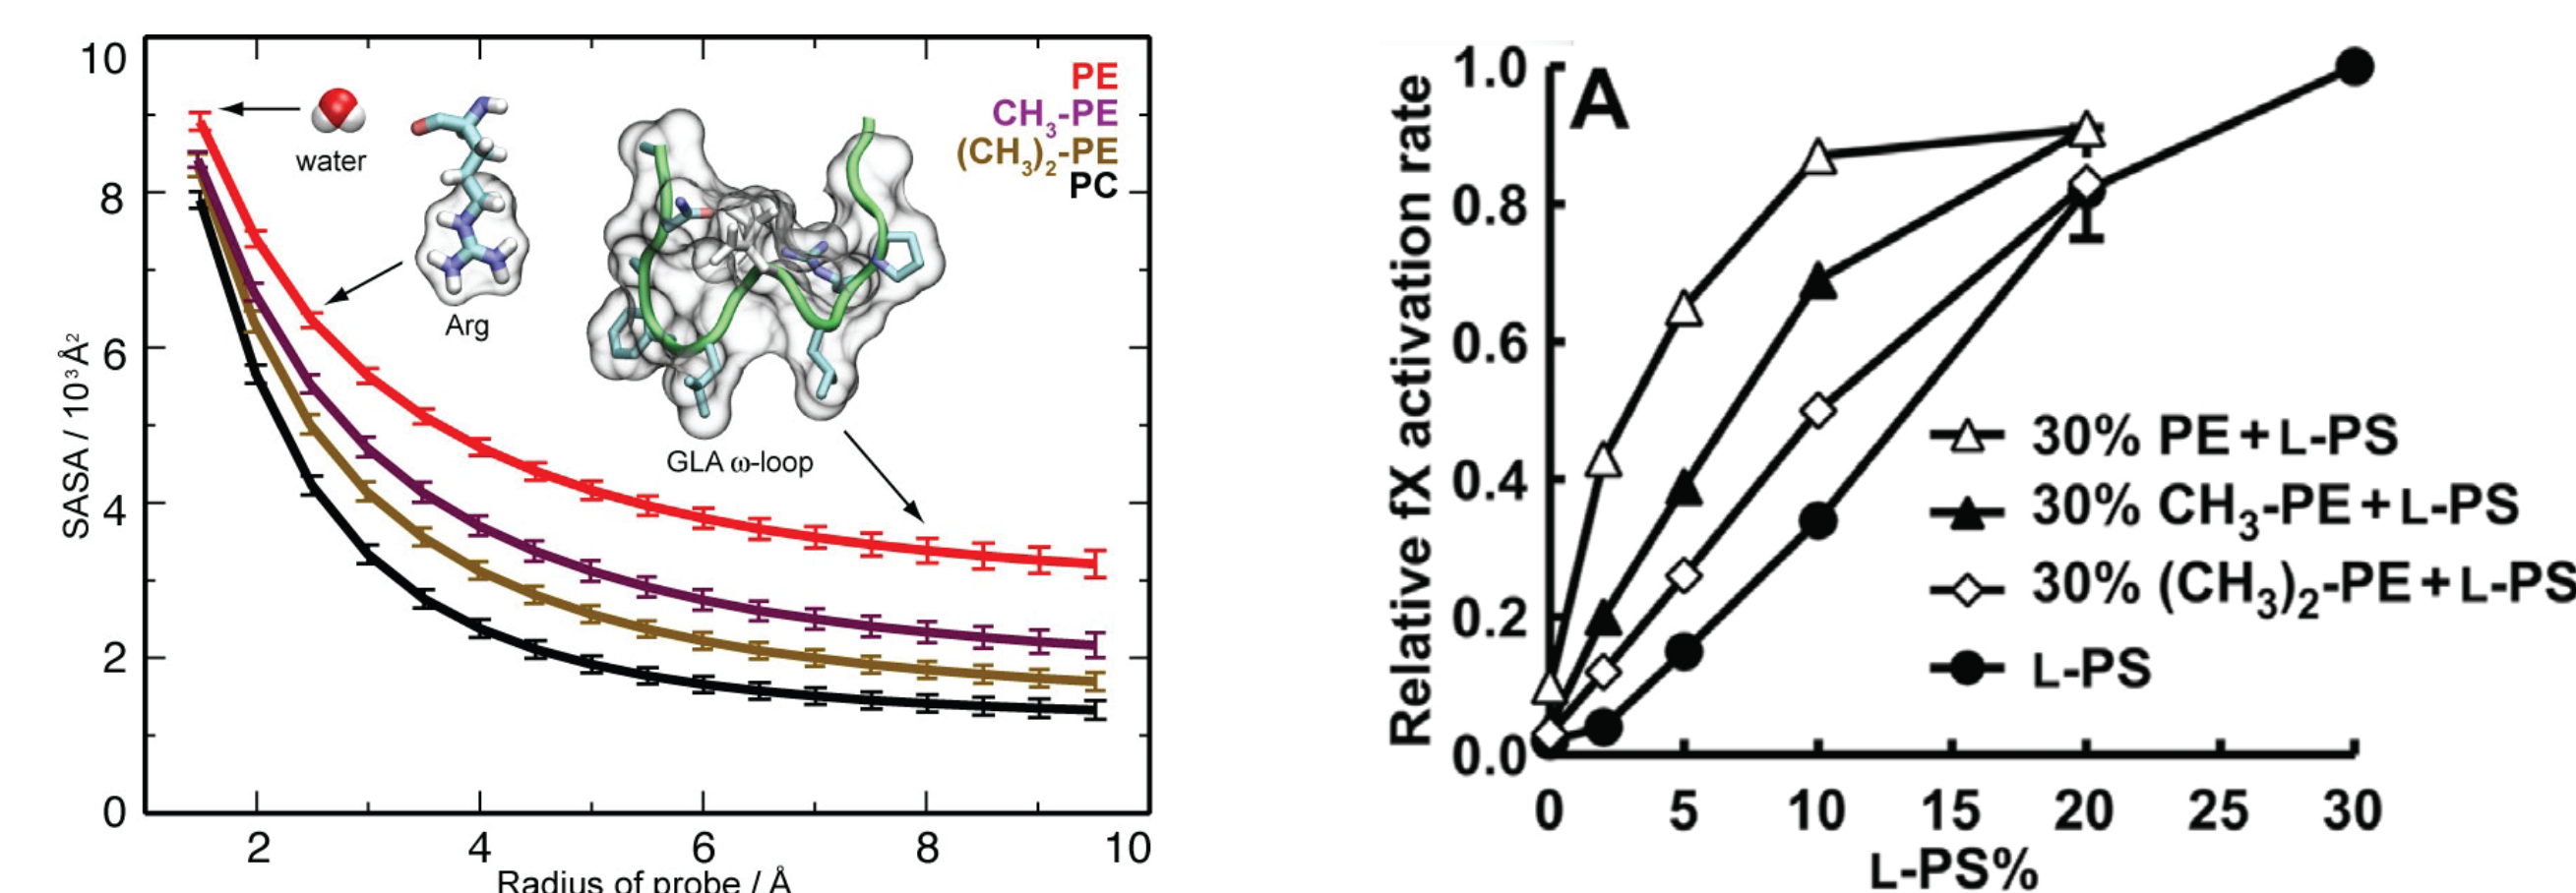 10
8
6
4
2
0
SASA / 10³ Å²
2
4
6
8
10
Radius of probe / Å
water
Arg
GLA ω-loop
PE
CH₃-PE
(CH₃)₂-PE
PC
A
1.0
0.8
0.6
0.4
0.2
0.0
Relative fX activation rate
0
5
10
15
20
25
30
L-PS%
30% PE + L-PS
30% CH₃-PE + L-PS
30% (CH₃)₂-PE + L-PS
L-PS